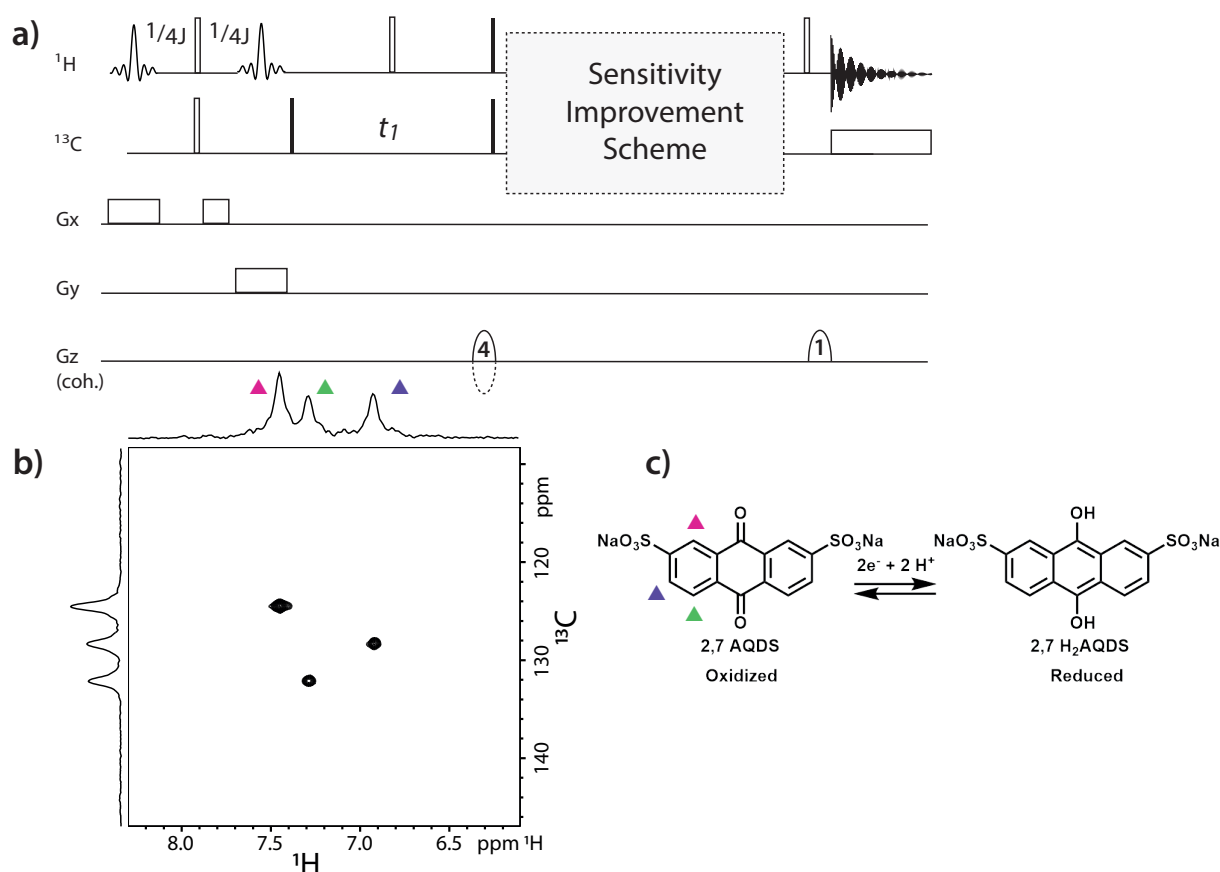 a)
1/4J 1/4J
¹H
Sensitivity
Improvement
Scheme
¹³C
t₁
Gx
Gy
Gz
(coh.)
4
1
b)
ppm
120
130
140
¹³C
8.0 7.5 7.0 6.5 ppm ¹H
¹H
c)
O
NaO₃S SO₃Na
O
2,7 AQDS
Oxidized
2e⁻ + 2 H⁺
OH
NaO₃S SO₃Na
OH
2,7 H₂AQDS
Reduced